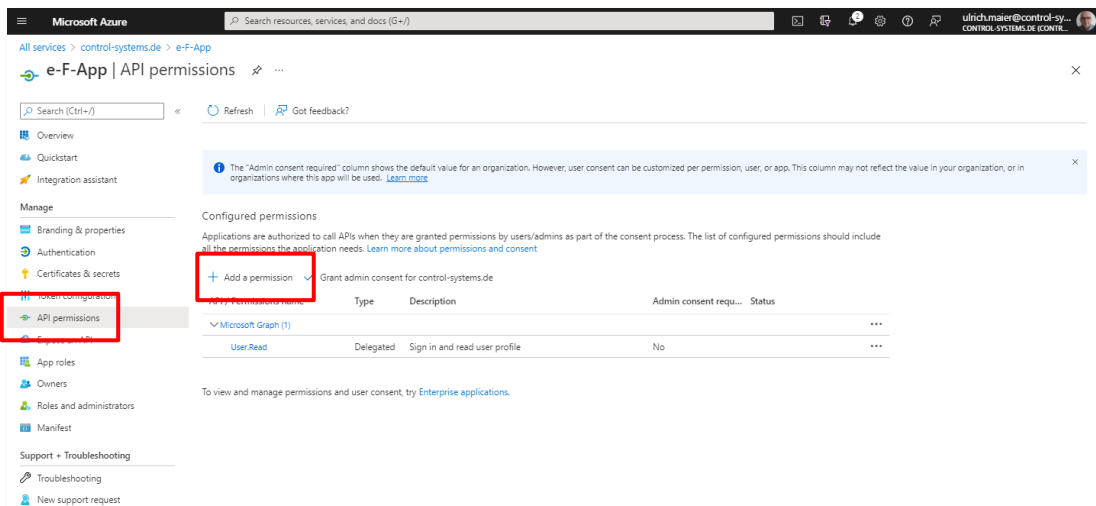 Microsoft Azure
Search resources, services, and docs (G+/)
2
ulrich.maier@control-sy...
CONTROL-SYSTEMS.DE (CONTR...
All services > control-systems.de > e-F-App
e-F-App | API permissions
Search (Ctrl+/)
Refresh
Got feedback?
Overview
Quickstart
Integration assistant
The "Admin consent required" column shows the default value for an organization. However, user consent can be customized per permission, user, or app. This column may not reflect the value in your organization, or in
organizations where this app will be used. Learn more
Manage
Branding & properties
Authentication
Certificates & secrets
Token configuration
API permissions
Expose an API
App roles
Owners
Roles and administrators
Manifest
Support + Troubleshooting
Troubleshooting
New support request
Configured permissions
Applications are authorized to call APIs when they are granted permissions by users/admins as part of the consent process. The list of configured permissions should include
all the permissions the application needs. Learn more about permissions and consent
Add a permission
Grant admin consent for control-systems.de
API / Permissions name Type Description Admin consent requ... Status
Microsoft Graph (1)
User.Read Delegated Sign in and read user profile No
To view and manage permissions and user consent, try Enterprise applications.